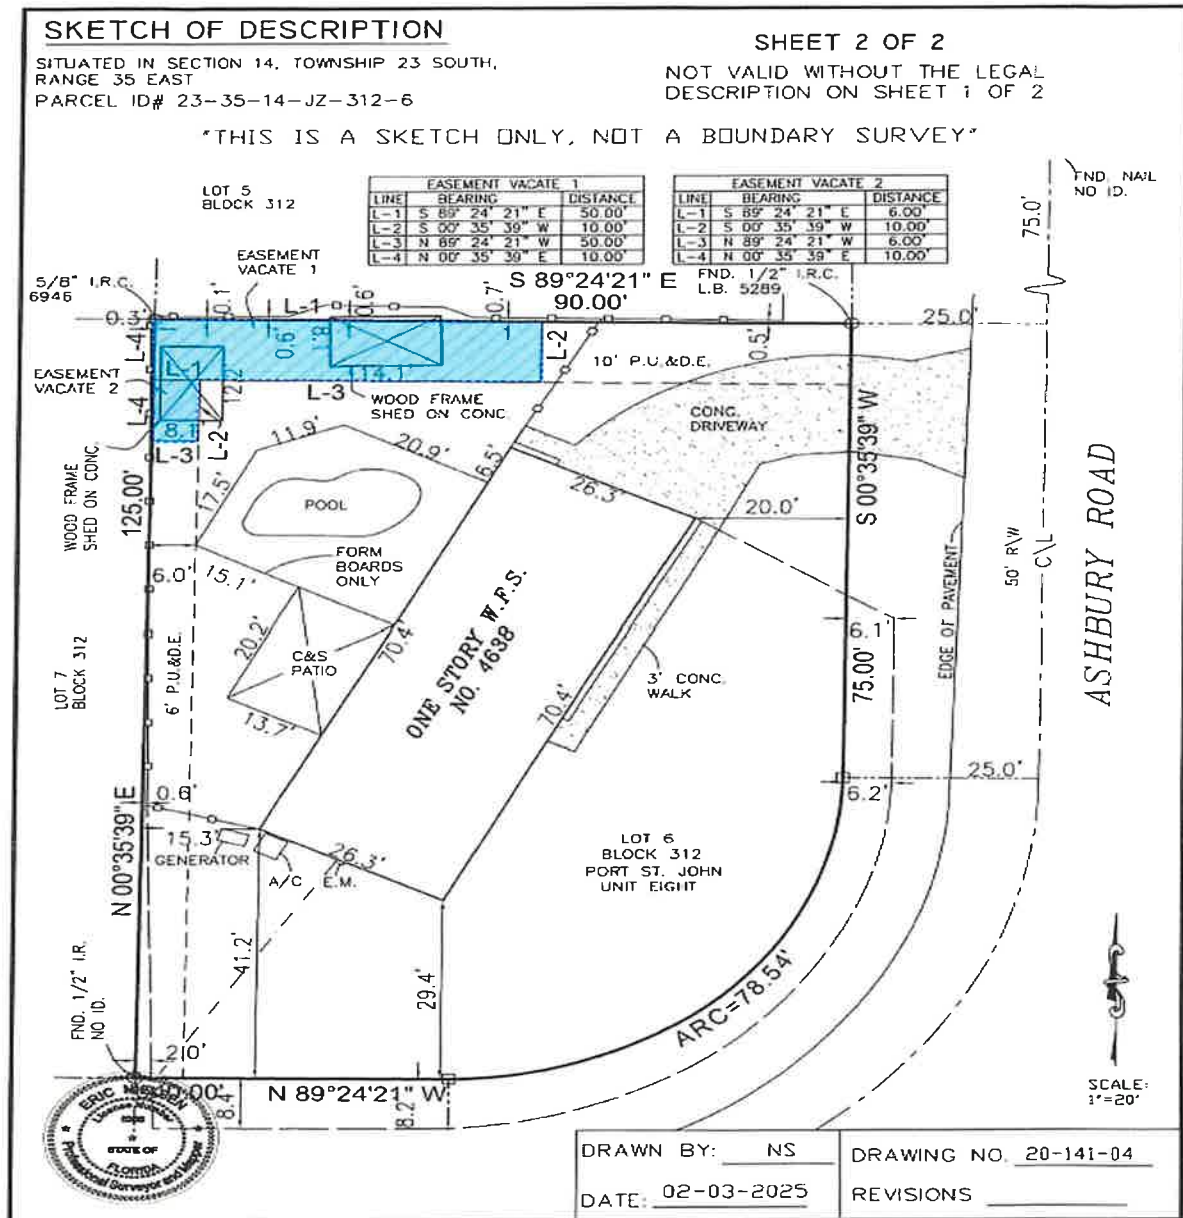 SKETCH OF DESCRIPTION
SITUATED IN SECTION 14, TOWNSHIP 23 SOUTH,
RANGE 35 EAST
PARCEL ID# 23-35-14-JZ-312-6
SHEET 2 OF 2
NOT VALID WITHOUT THE LEGAL
DESCRIPTION ON SHEET 1 OF 2
"THIS IS A SKETCH ONLY, NOT A BOUNDARY SURVEY"
LOT 5
BLOCK 312
EASEMENT VACATE 1
LINE BEARING DISTANCE
L-1 S 89° 24' 21" E 50.00'
L-2 S 00° 35' 39" W 10.00'
L-3 N 89° 24' 21" W 50.00'
L-4 N 00° 35' 39" E 10.00'
EASEMENT VACATE 2
LINE BEARING DISTANCE
L-1 S 89° 24' 21" E 6.00'
L-2 S 00° 35' 39" W 10.00'
L-3 N 89° 24' 21" W 6.00'
L-4 N 00° 35' 39" E 10.00'
FND. NAIL
NO ID.
75.0'
EASEMENT
VACATE 1
5/8" I.R.C.
6946
S 89°24'21" E
90.00'
FND. 1/2" I.R.C.
L.B. 5289
0.3'
0.1'
L-1
0.6'
0.7'
25.0'
L-4
0.6'
1.8'
L-2
0.5'
10' P.U.&D.E.
EASEMENT
VACATE 2
L-1
12.2'
14.1'
L-3
WOOD FRAME
SHED ON CONC.
L-4
8.1'
L-3
L-2
CONC.
DRIVEWAY
S 00°35'39" W
WOOD FRAME
SHED ON CONC.
125.00'
11.9'
20.9'
6.5'
17.5'
POOL
26.3'
20.0'
FORM
BOARDS
ONLY
6.0'
15.1'
20.2'
C&S
PATIO
13.7'
70.4'
ONE STORY W.F.S.
NO. 4638
70.4'
3' CONC.
WALK
6.1'
75.00'
EDGE OF PAVEMENT
50' R\W
C\L
ASHBURY ROAD
LOT 7
BLOCK 312
6' P.U.&D.E.
25.0'
6.2'
N 00°35'39" E
0.6'
15.3'
GENERATOR
A/C
26.3'
E.M.
LOT 6
BLOCK 312
PORT ST. JOHN
UNIT EIGHT
41.2'
29.4'
ARC=78.54'
FND. 1/2" I.R.
NO ID.
2.0'
N 89°24'21" W
8.4'
8.2'
SCALE:
1"=20'
ERIC
License Number
STATE OF
FLORIDA
Professional Surveyor and Mapper
DRAWN BY: NS
DATE: 02-03-2025
DRAWING NO. 20-141-04
REVISIONS